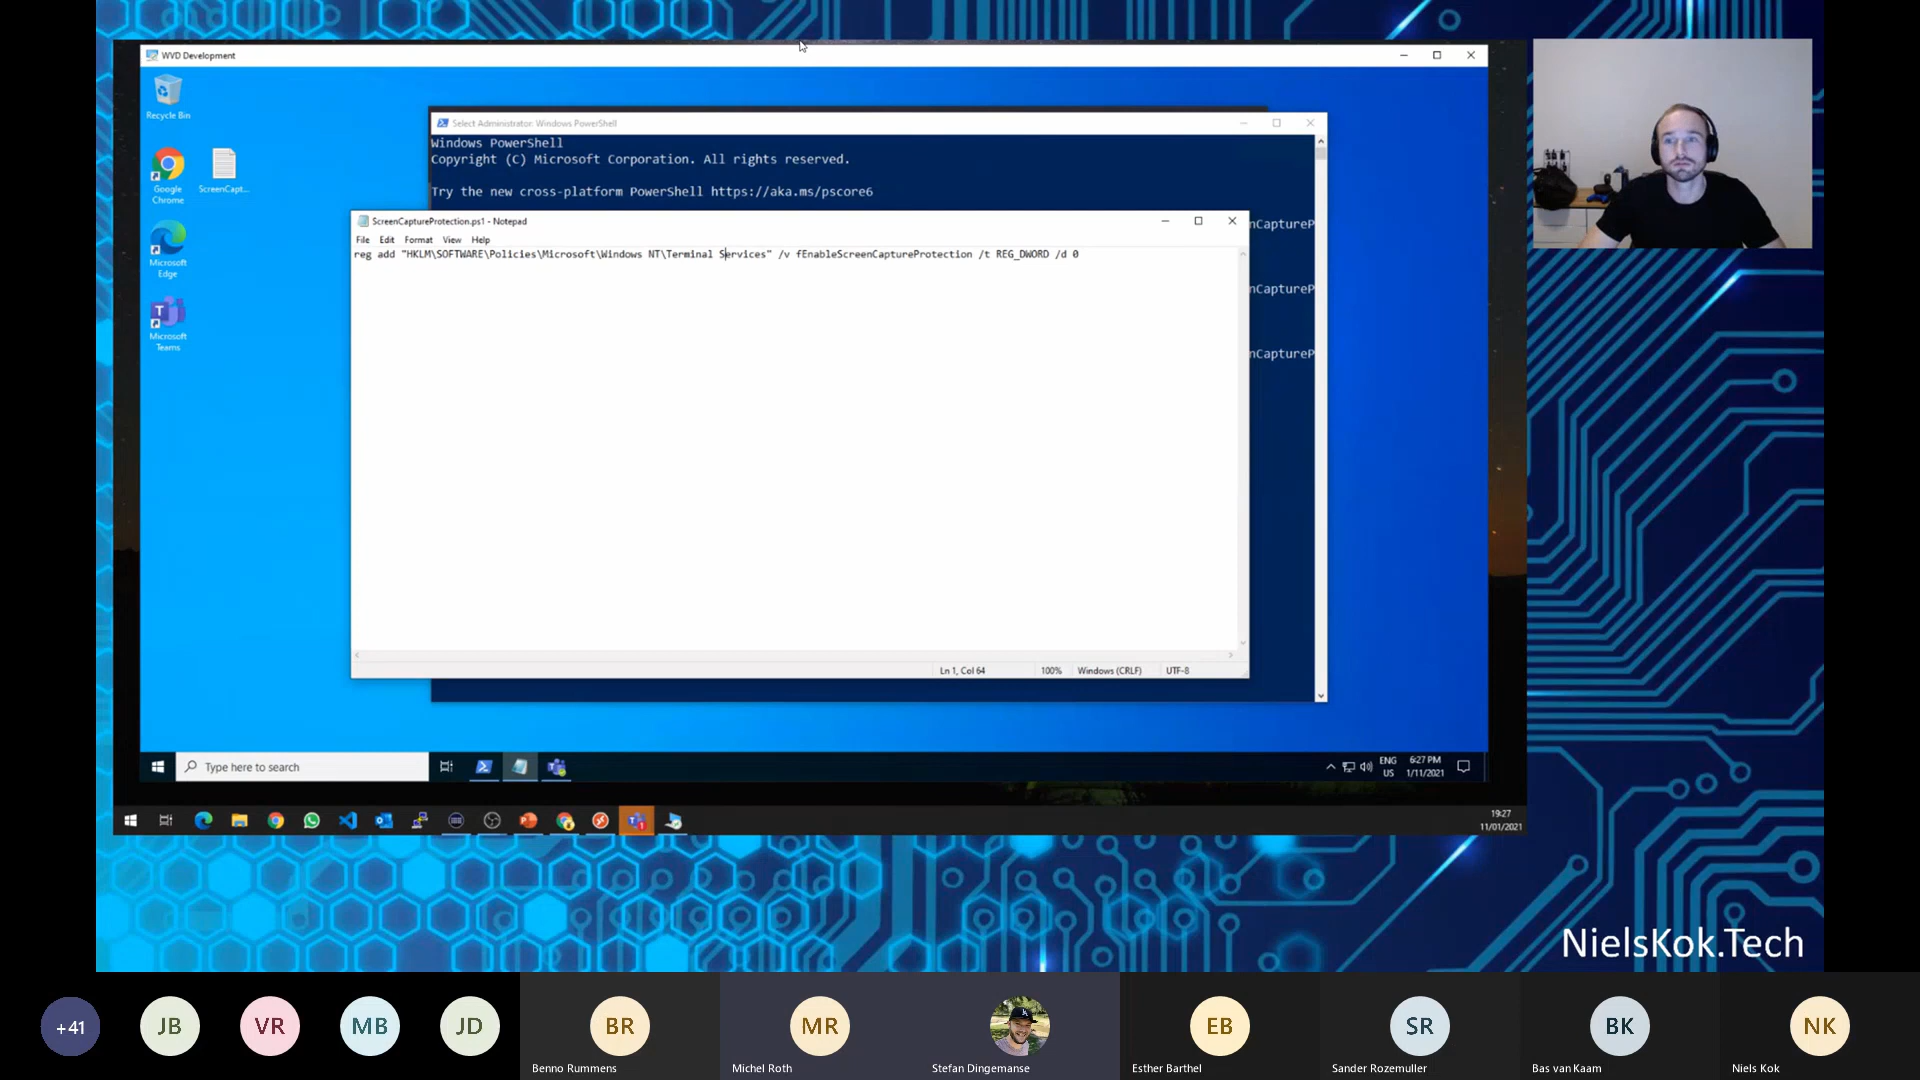 WVD Development
Recycle Bin
Google
Chrome
ScreenCapt...
Microsoft
Edge
Microsoft
Teams
Select Administrator: Windows PowerShell
Windows PowerShell
Copyright (C) Microsoft Corporation. All rights reserved.
Try the new cross-platform PowerShell https://aka.ms/pscore6
nCaptureP
nCaptureP
nCaptureP
ScreenCaptureProtection.ps1 - Notepad
File Edit Format View Help
reg add "HKLM\SOFTWARE\Policies\Microsoft\Windows NT\Terminal Services" /v fEnableScreenCaptureProtection /t REG_DWORD /d 0
Ln 1, Col 64 100% Windows (CRLF) UTF-8
Type here to search
ENG
US
6:27 PM
1/11/2021
19:27
11/01/2021
NielsKok.Tech
+41 JB VR MB JD BR MR EB SR BK NK
Benno Rummens Michel Roth Stefan Dingemanse Esther Barthel Sander Rozemuller Bas van Kaam Niels Kok